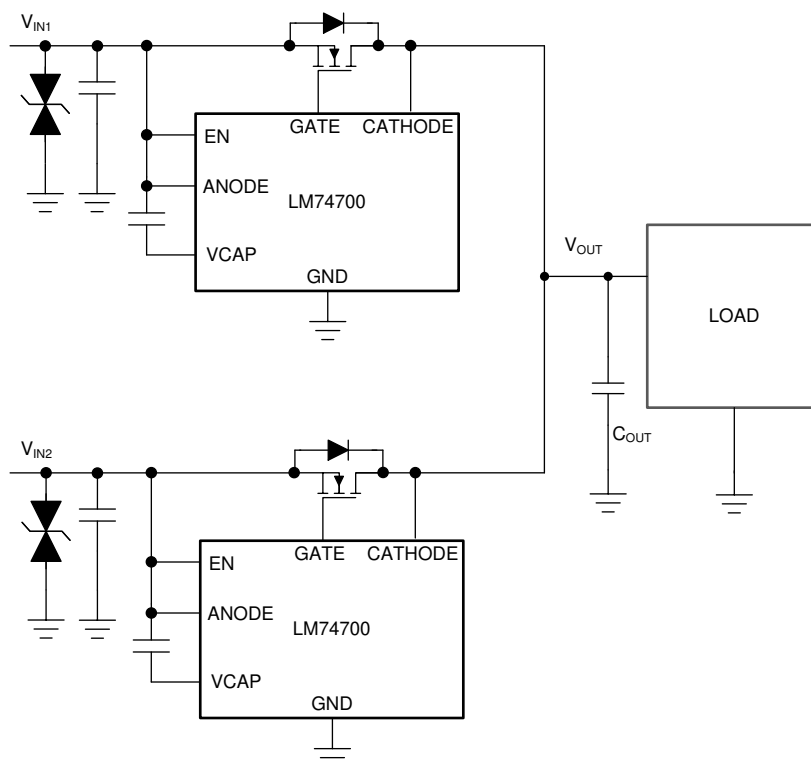 VIN1
GATE CATHODE
EN
ANODE
LM74700
VCAP
GND
VOUT
LOAD
COUT
VIN2
GATE CATHODE
EN
ANODE
LM74700
VCAP
GND